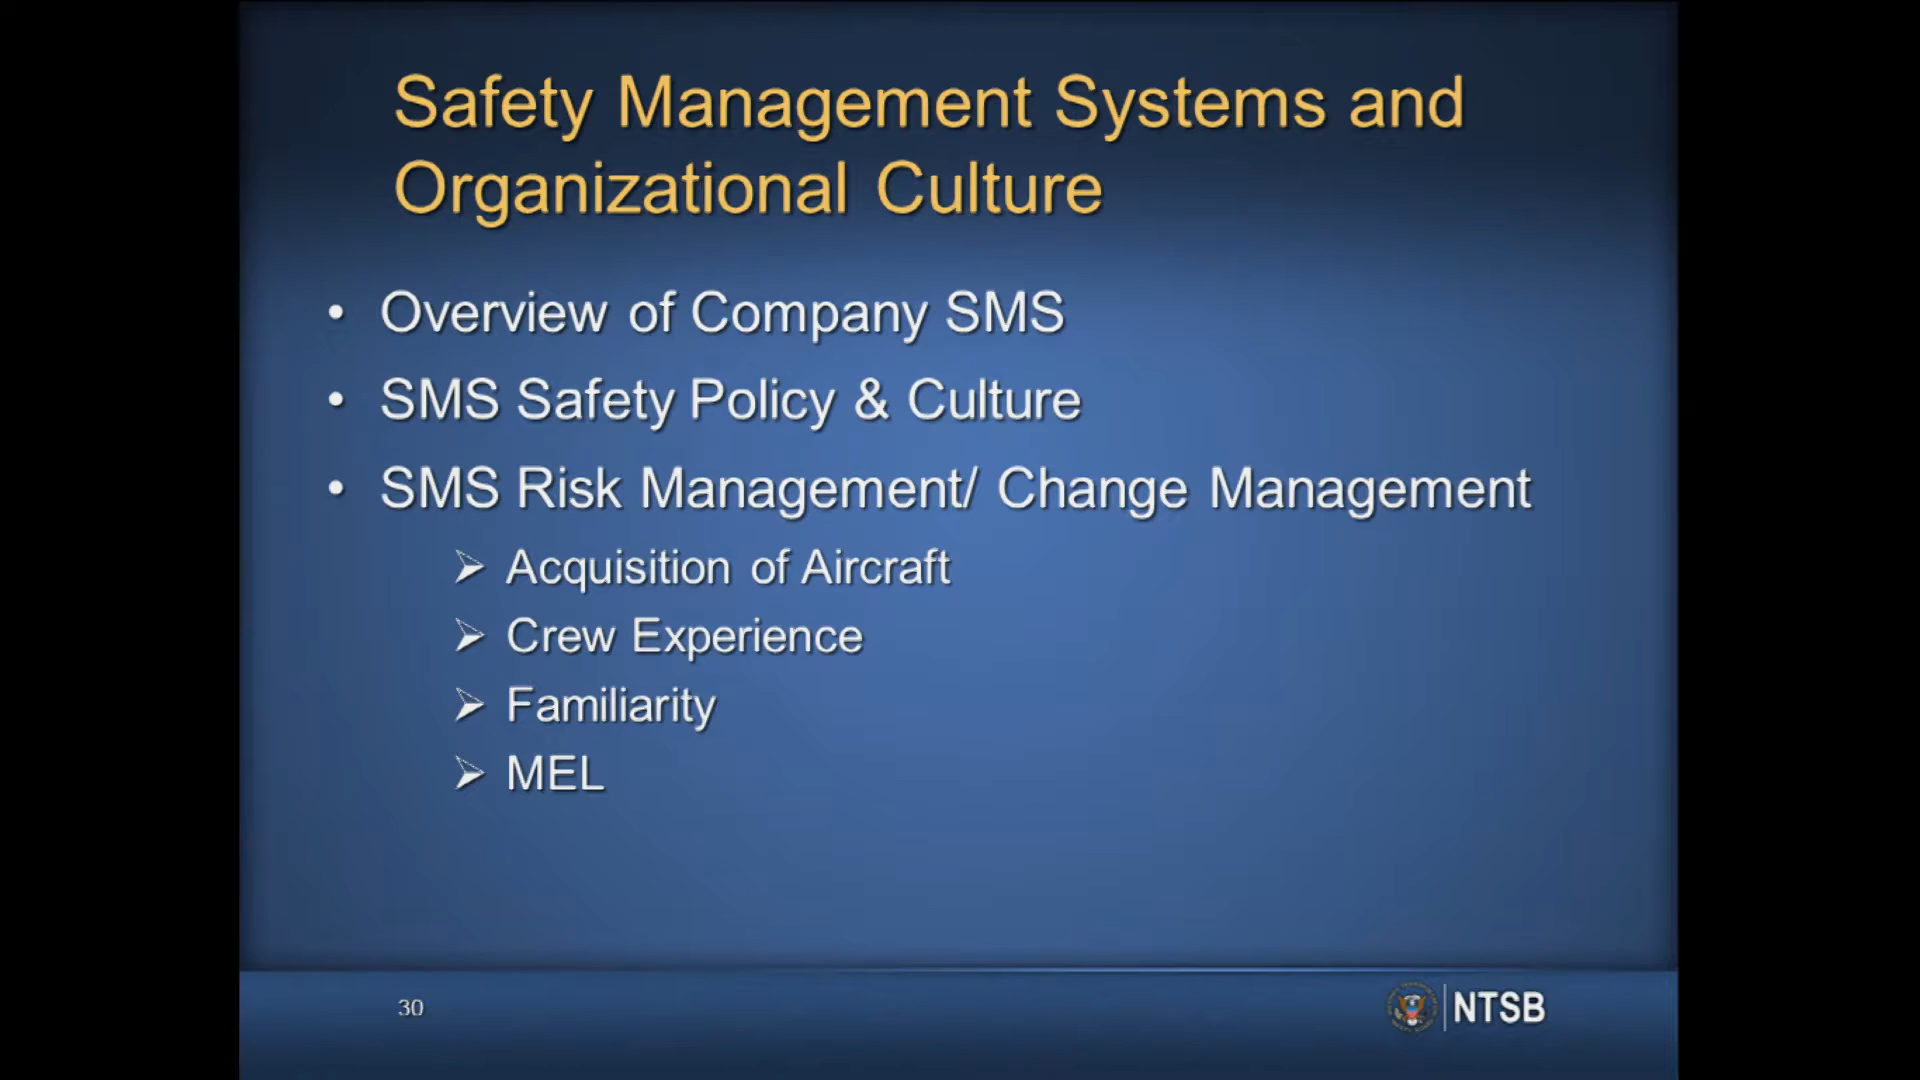 Safety Management Systems and
Organizational Culture
• Overview of Company SMS
• SMS Safety Policy & Culture
• SMS Risk Management/ Change Management
➢ Acquisition of Aircraft
➢ Crew Experience
➢ Familiarity
➢ MEL
30
NTSB